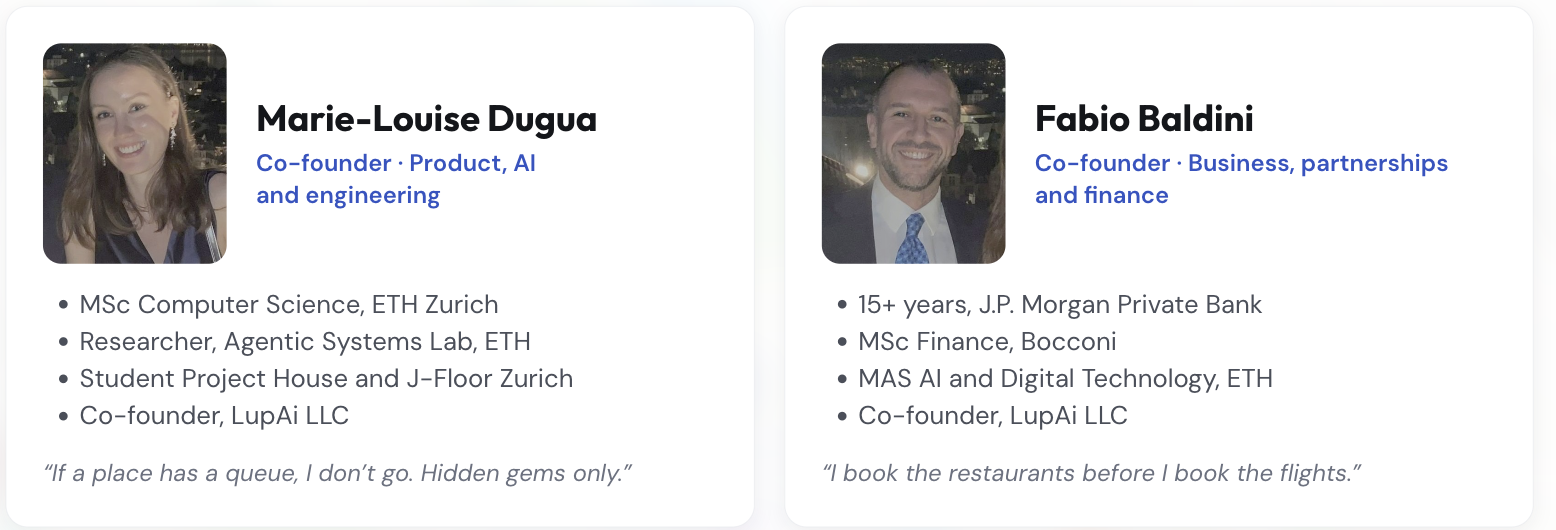 Marie-Louise Dugua
Co-founder · Product, AI
and engineering
• MSc Computer Science, ETH Zurich
• Researcher, Agentic Systems Lab, ETH
• Student Project House and J-Floor Zurich
• Co-founder, LupAi LLC
“If a place has a queue, I don’t go. Hidden gems only.”
Fabio Baldini
Co-founder · Business, partnerships
and finance
• 15+ years, J.P. Morgan Private Bank
• MSc Finance, Bocconi
• MAS AI and Digital Technology, ETH
• Co-founder, LupAi LLC
“I book the restaurants before I book the flights.”